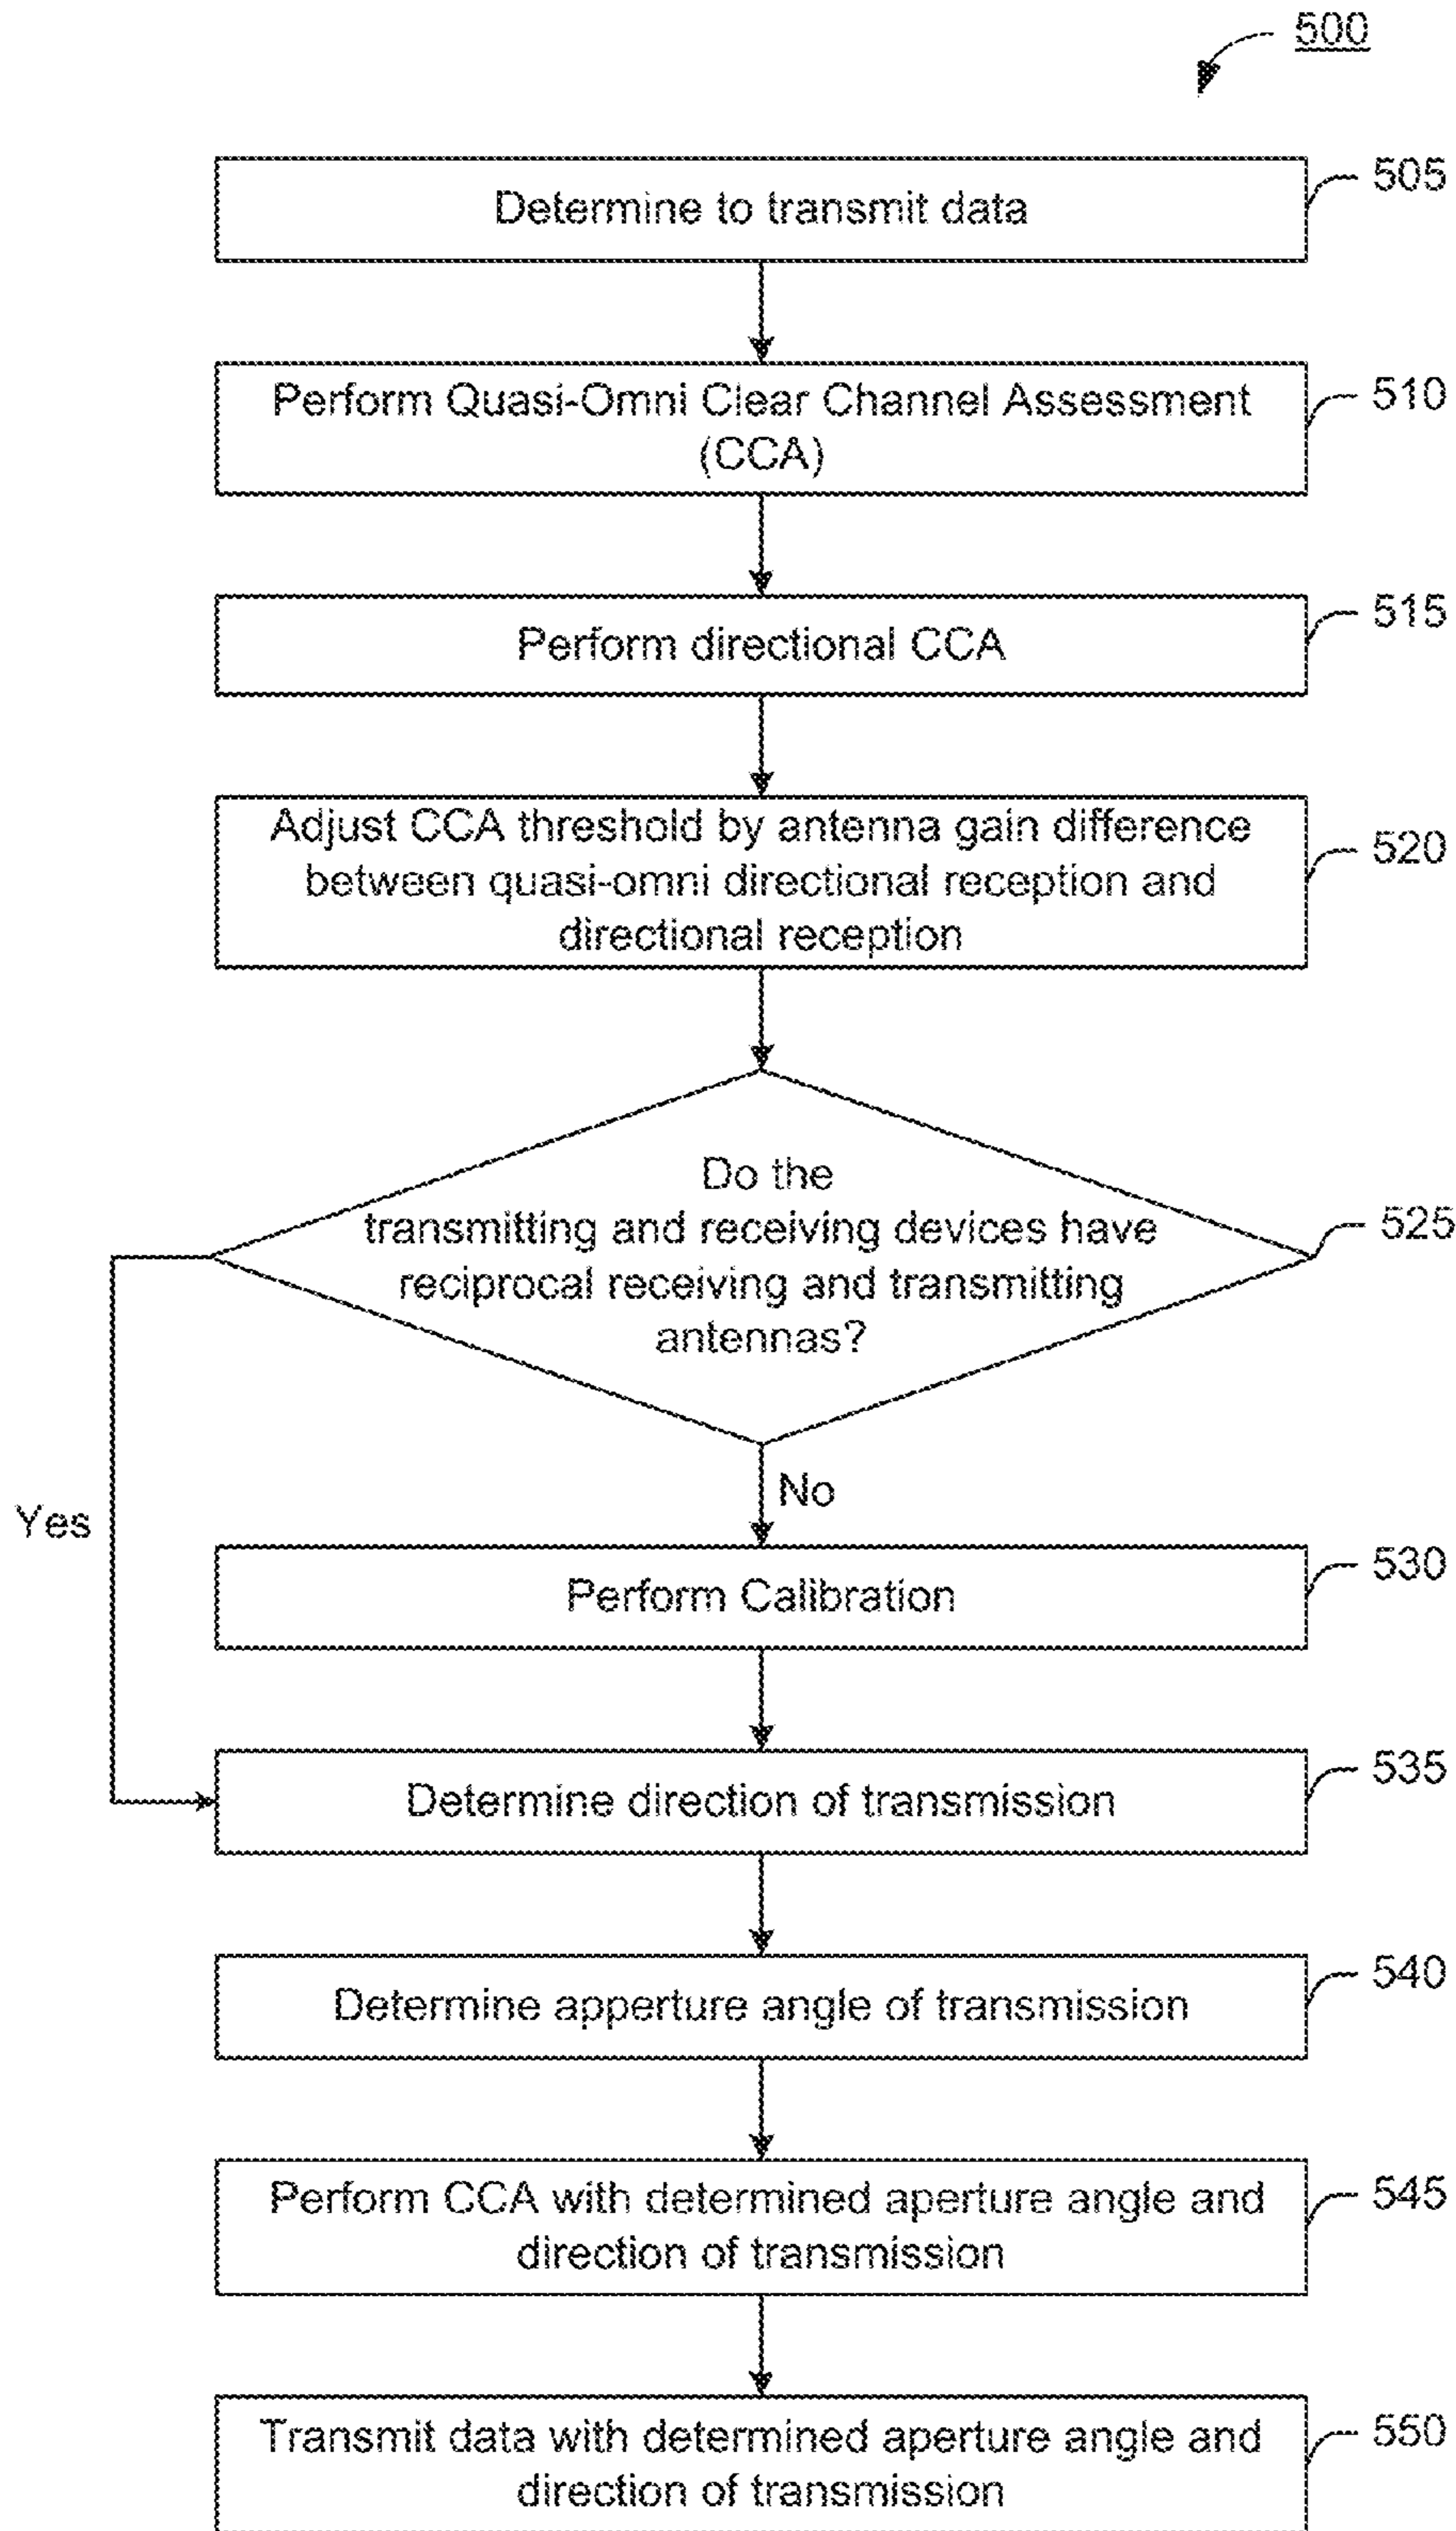 500
Determine to transmit data
505
Perform Quasi-Omni Clear Channel Assessment
(CCA)
510
Perform directional CCA
515
Adjust CCA threshold by antenna gain difference
between quasi-omni directional reception and
directional reception
520
Do the
transmitting and receiving devices have
reciprocal receiving and transmitting
antennas?
525
No
Yes
Perform Calibration
530
Determine direction of transmission
535
Determine apperture angle of transmission
540
Perform CCA with determined aperture angle and
direction of transmission
545
Transmit data with determined aperture angle and
direction of transmission
550